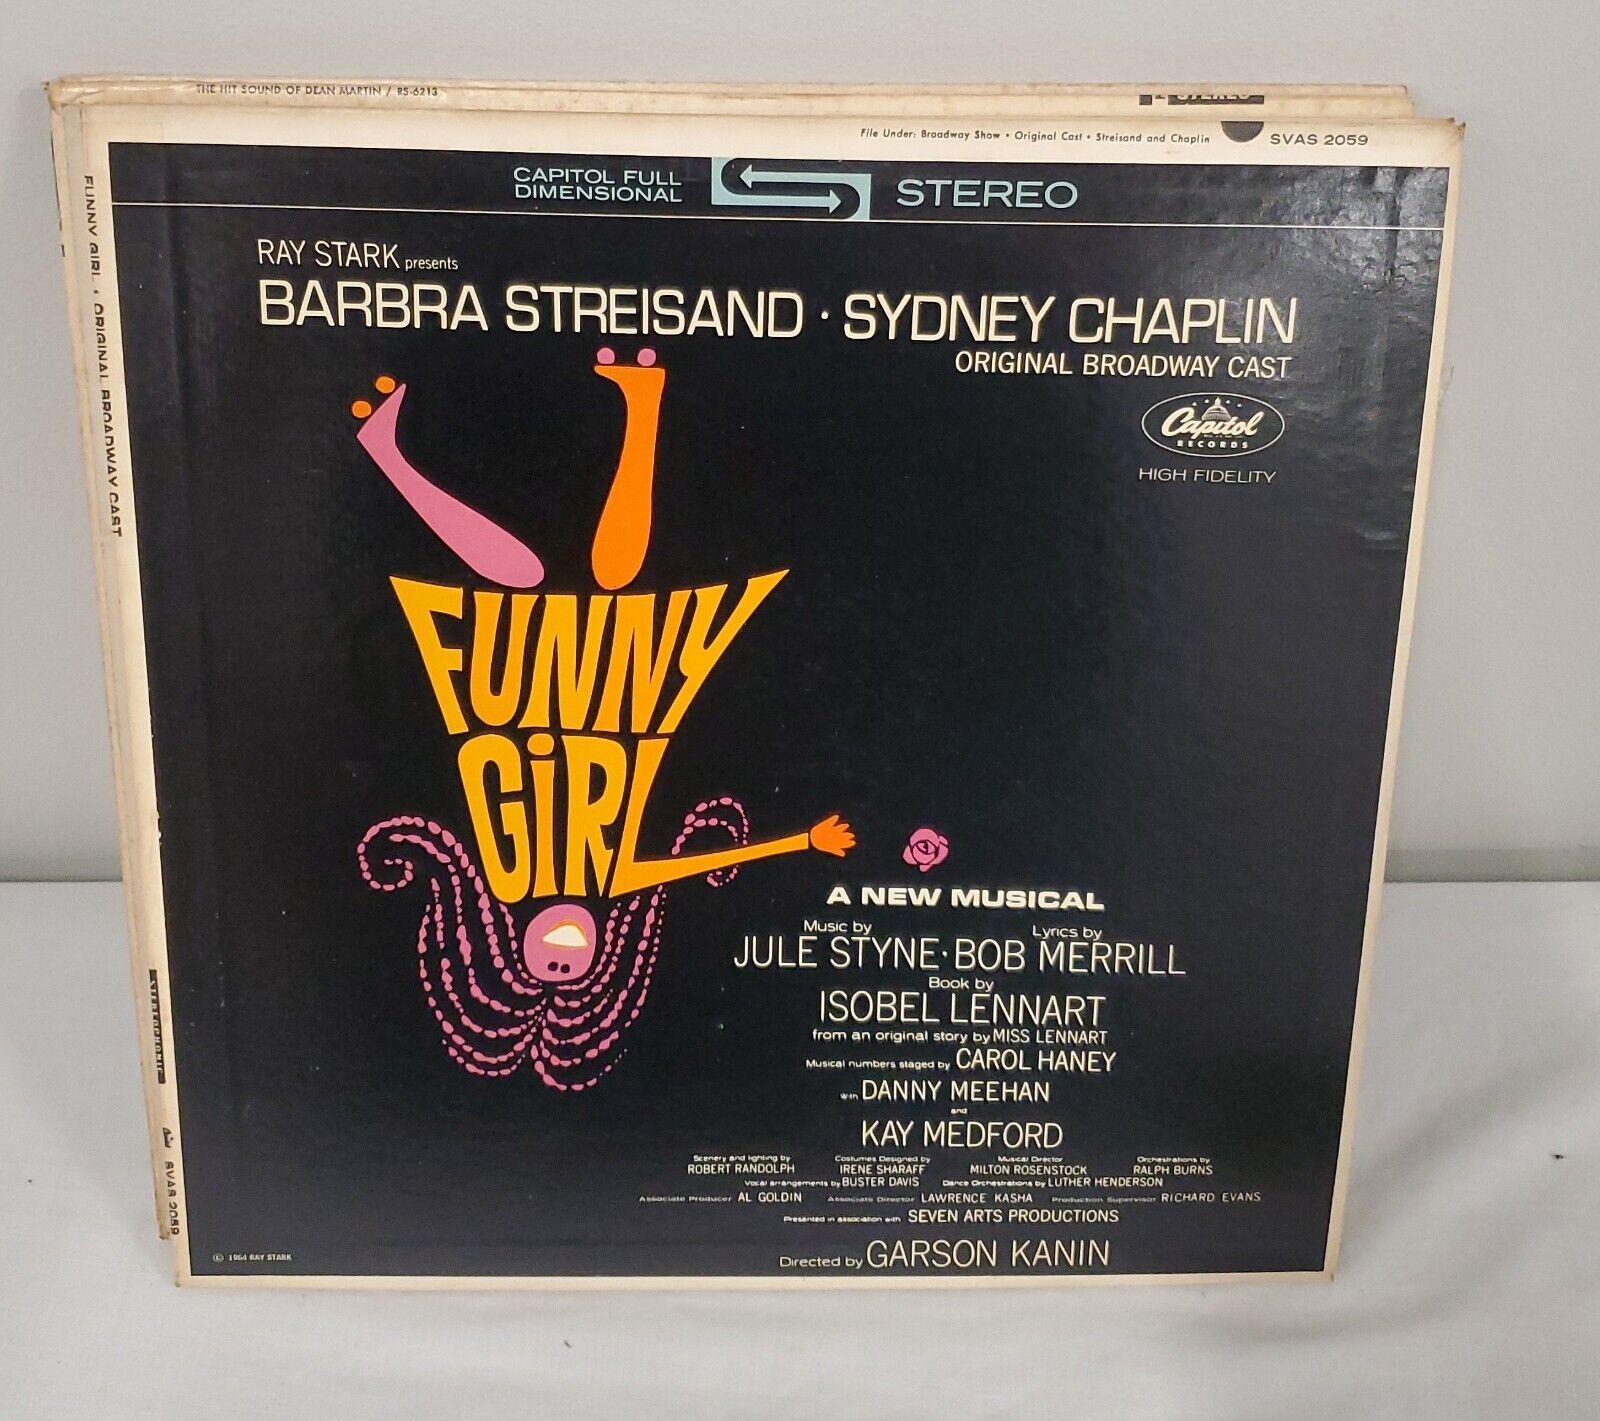 THE HIT SOUND OF DEAN MARTIN / RS-6213
STEREO
File Under: Broadway Show • Original Cast • Streisand and Chaplin
SVAS 2059
CAPITOL FULL
DIMENSIONAL
STEREO
RAY STARK presents
BARBRA STREISAND · SYDNEY CHAPLIN
ORIGINAL BROADWAY CAST
Capitol
RECORDS
HIGH FIDELITY
FUNNY
GiRL
A NEW MUSICAL
Music by Lyrics by
JULE STYNE · BOB MERRILL
Book by
ISOBEL LENNART
from an original story by MISS LENNART
Musical numbers staged by CAROL HANEY
with DANNY MEEHAN
and
KAY MEDFORD
Scenery and lighting by Costumes Designed by Musical Director Orchestrations by
ROBERT RANDOLPH IRENE SHARAFF MILTON ROSENSTOCK RALPH BURNS
Vocal arrangements by BUSTER DAVIS Dance Orchestrations by LUTHER HENDERSON
Associate Producer AL GOLDIN Associate Director LAWRENCE KASHA Production Supervisor RICHARD EVANS
Presented in association with SEVEN ARTS PRODUCTIONS
Directed by GARSON KANIN
© 1964 RAY STARK
FUNNY GIRL • ORIGINAL BROADWAY CAST
STEREOPHONIC
SVAS 2059